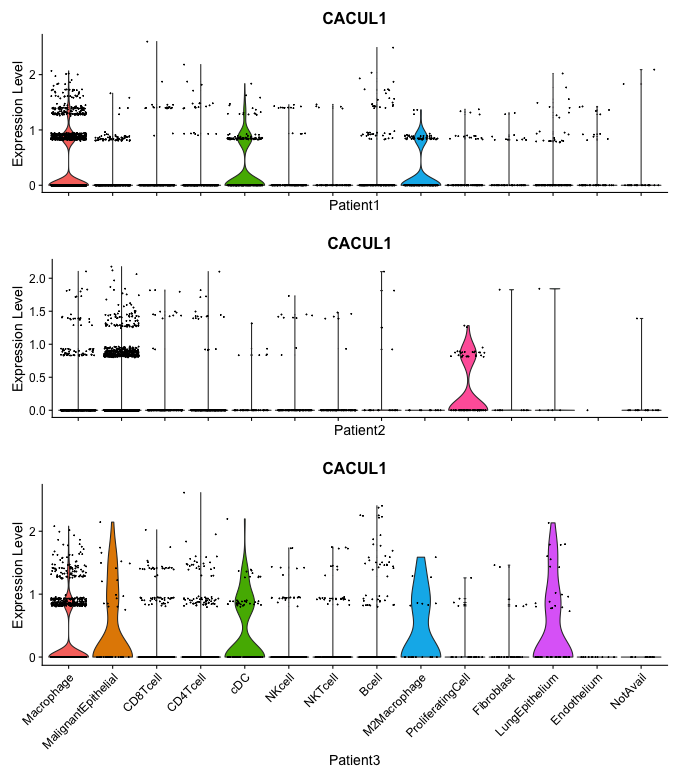 CACUL1
Expression Level
2
1
0
Patient1
CACUL1
Expression Level
2.0
1.5
1.0
0.5
0.0
Patient2
CACUL1
Expression Level
2
1
0
Macrophage
MalignantEpithelial
CD8Tcell
CD4Tcell
cDC
NKcell
NKTcell
Bcell
M2Macrophage
ProliferatingCell
Fibroblast
LungEpithelium
Endothelium
NotAvail
Patient3